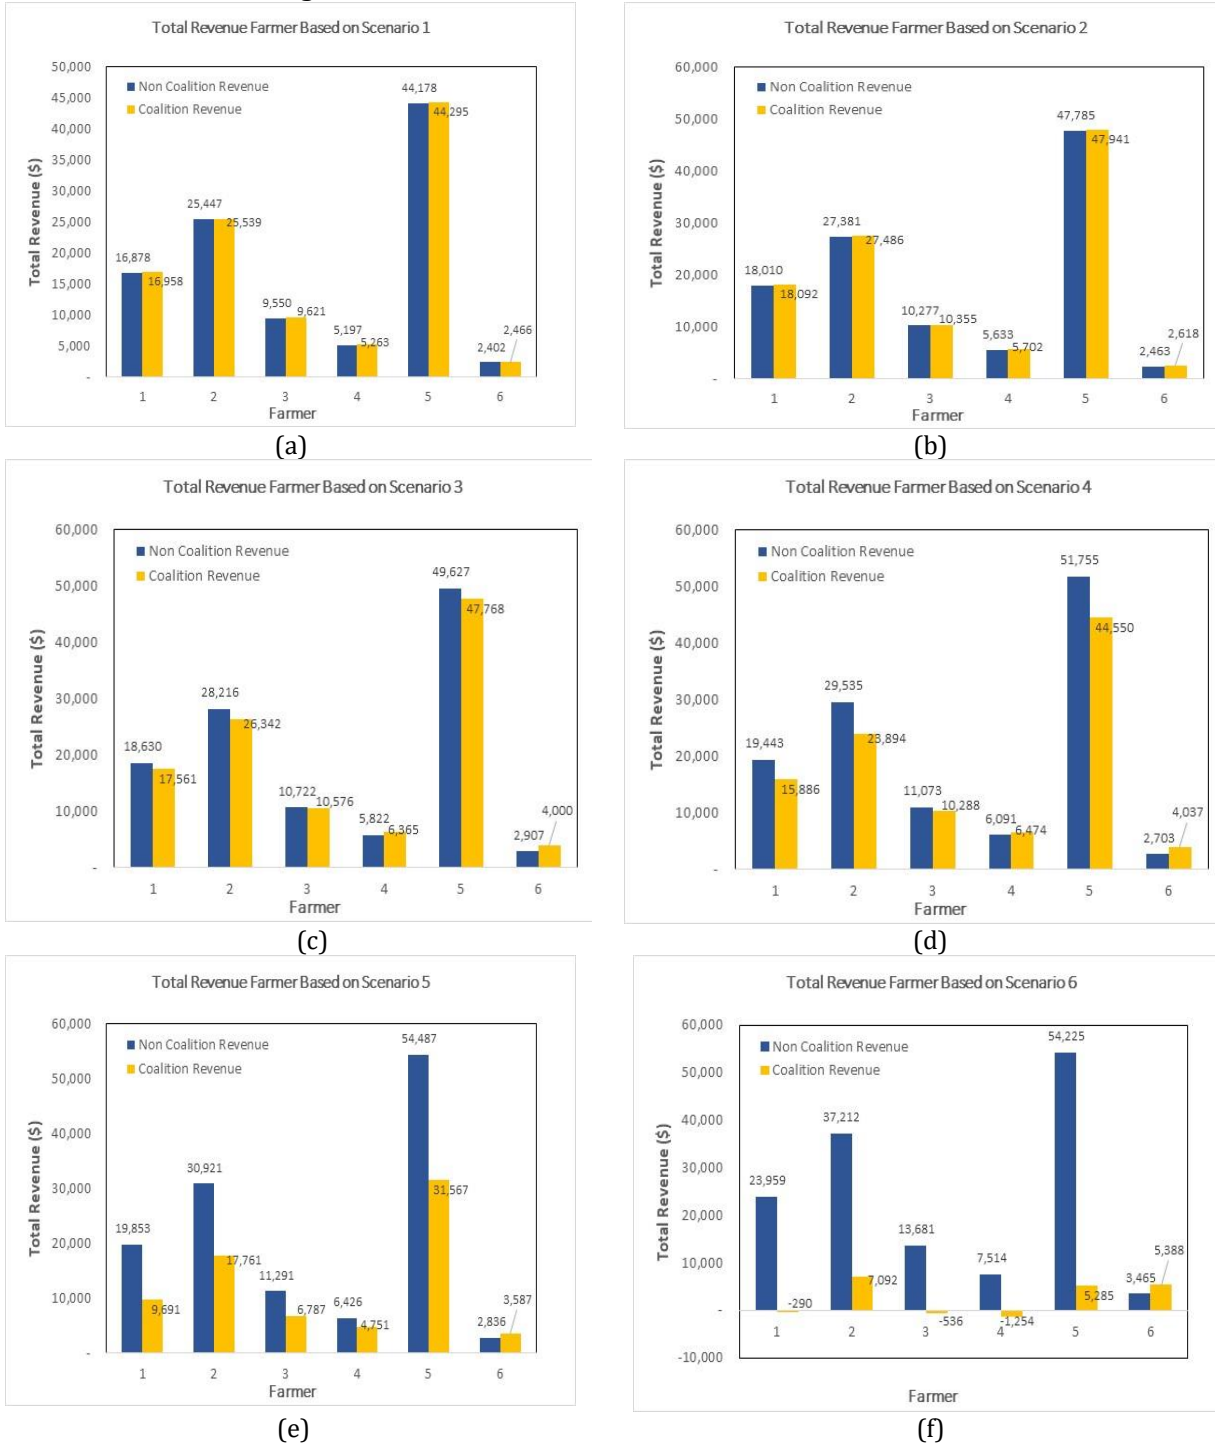 Total Revenue Farmer Based on Scenario 1
50,000
45,000
40,000
35,000
30,000
25,000
20,000
15,000
10,000
5,000
-
Total Revenue ($)
Non Coalition Revenue
Coalition Revenue
16,878
16,958
25,447
25,539
9,550
9,621
5,197
5,263
44,178
44,295
2,402
2,466
1 2 3 4 5 6
Farmer
(a)
Total Revenue Farmer Based on Scenario 2
60,000
50,000
40,000
30,000
20,000
10,000
-
Total Revenue ($)
Non Coalition Revenue
Coalition Revenue
18,010
18,092
27,381
27,486
10,277
10,355
5,633
5,702
47,785
47,941
2,463
2,618
1 2 3 4 5 6
Farmer
(b)
Total Revenue Farmer Based on Scenario 3
60,000
50,000
40,000
30,000
20,000
10,000
-
Total Revenue ($)
Non Coalition Revenue
Coalition Revenue
18,630
17,561
28,216
26,342
10,722
10,576
5,822
6,365
49,627
47,768
2,907
4,000
1 2 3 4 5 6
Farmer
(c)
Total Revenue Farmer Based on Scenario 4
60,000
50,000
40,000
30,000
20,000
10,000
-
Total Revenue ($)
Non Coalition Revenue
Coalition Revenue
19,443
15,886
29,535
23,894
11,073
10,288
6,091
6,474
51,755
44,550
2,703
4,037
1 2 3 4 5 6
Farmer
(d)
Total Revenue Farmer Based on Scenario 5
60,000
50,000
40,000
30,000
20,000
10,000
-
Total Revenue ($)
Non Coalition Revenue
Coalition Revenue
19,853
9,691
30,921
17,761
11,291
6,787
6,426
4,751
54,487
31,567
2,836
3,587
1 2 3 4 5 6
Farmer
(e)
Total Revenue Farmer Based on Scenario 6
60,000
50,000
40,000
30,000
20,000
10,000
-
-10,000
Total Revenue ($)
Non Coalition Revenue
Coalition Revenue
23,959
-290
37,212
7,092
13,681
-536
7,514
-1,254
54,225
5,285
3,465
5,388
1 2 3 4 5 6
Farmer
(f)